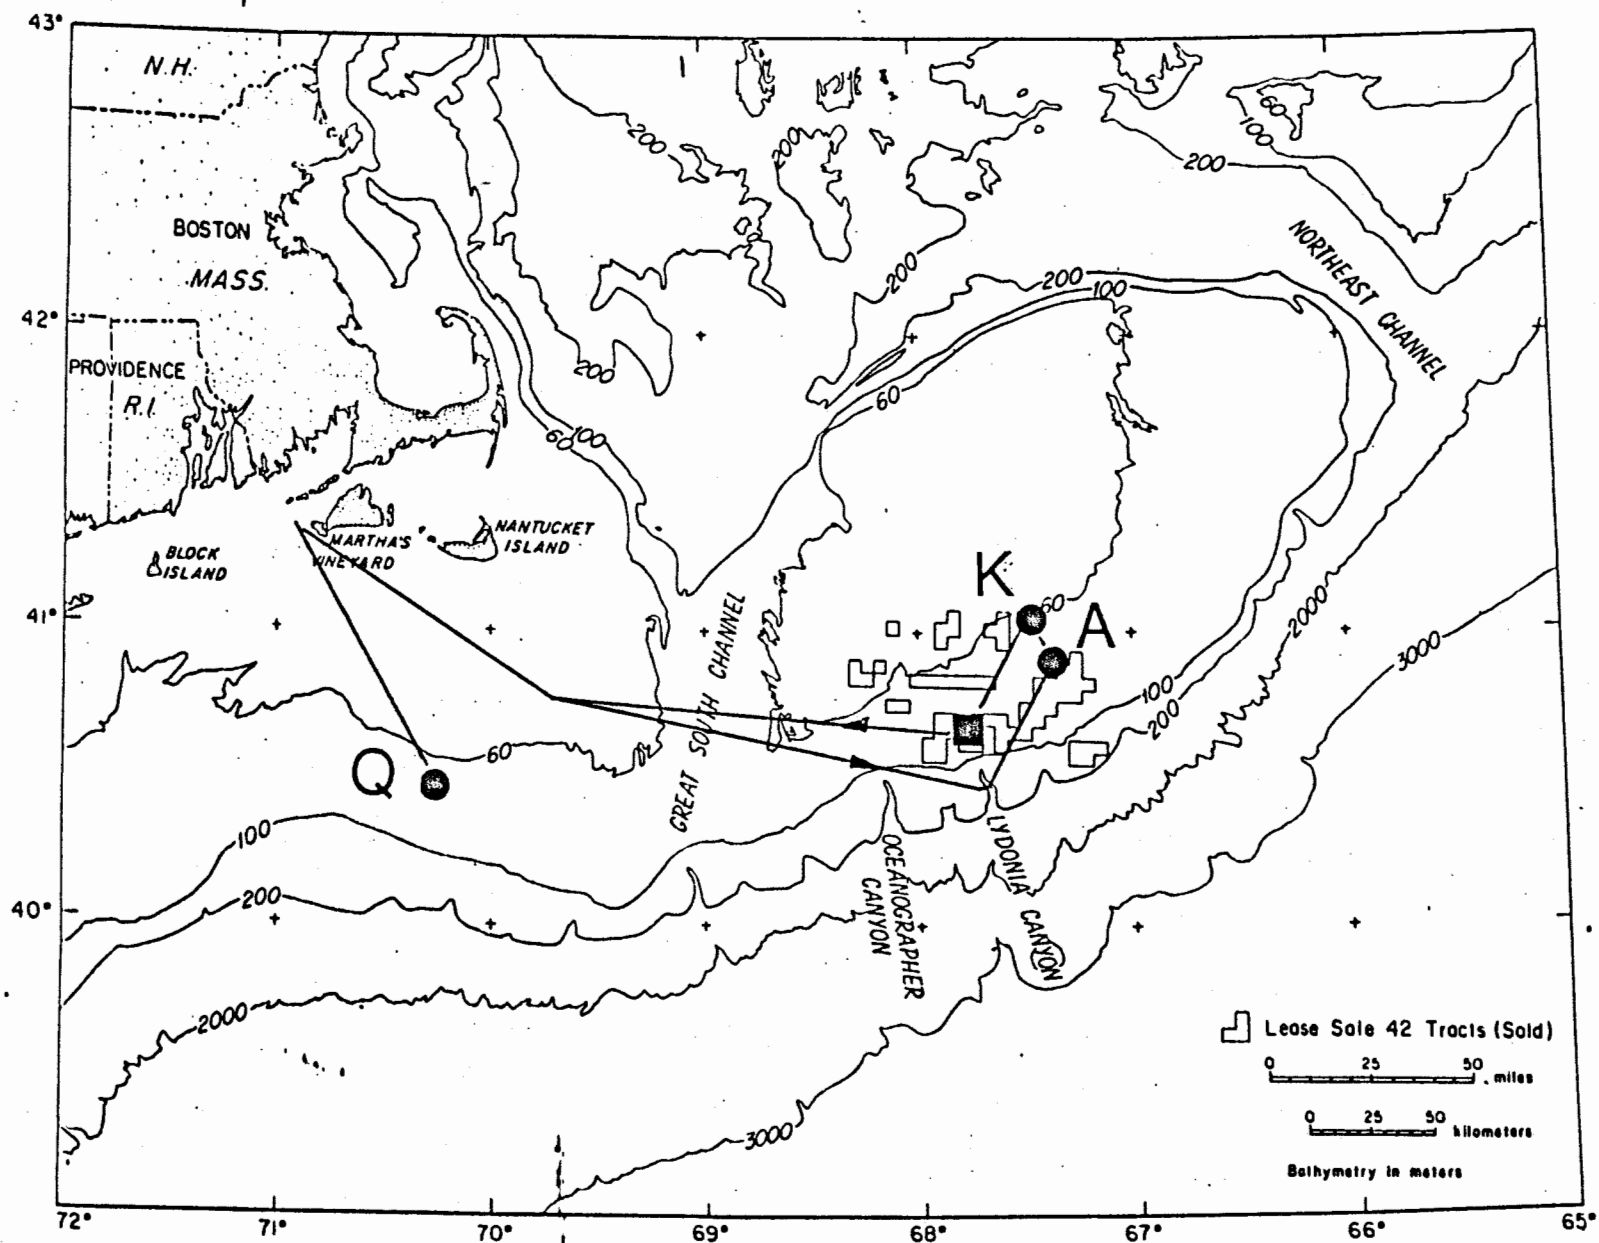 43°
N.H.
200
200
60
100
200
BOSTON
MASS.
NORTHEAST CHANNEL
200
200
100
42°
PROVIDENCE
R.I.
200
60
60
100
MARTHA'S
VINEYARD
NANTUCKET
ISLAND
BLOCK
ISLAND
K
60
A
41°
2000
3000
GREAT SOUTH CHANNEL
100
200
Q
60
100
LYDONIA CANYON
OCEANOGRAPHER
CANYON
200
40°
2000
Lease Sale 42 Tracts (Sold)
0 25 50
miles
0 25 50
kilometers
3000
Bathymetry in meters
72° 71° 70° 69° 68° 67° 66° 65°